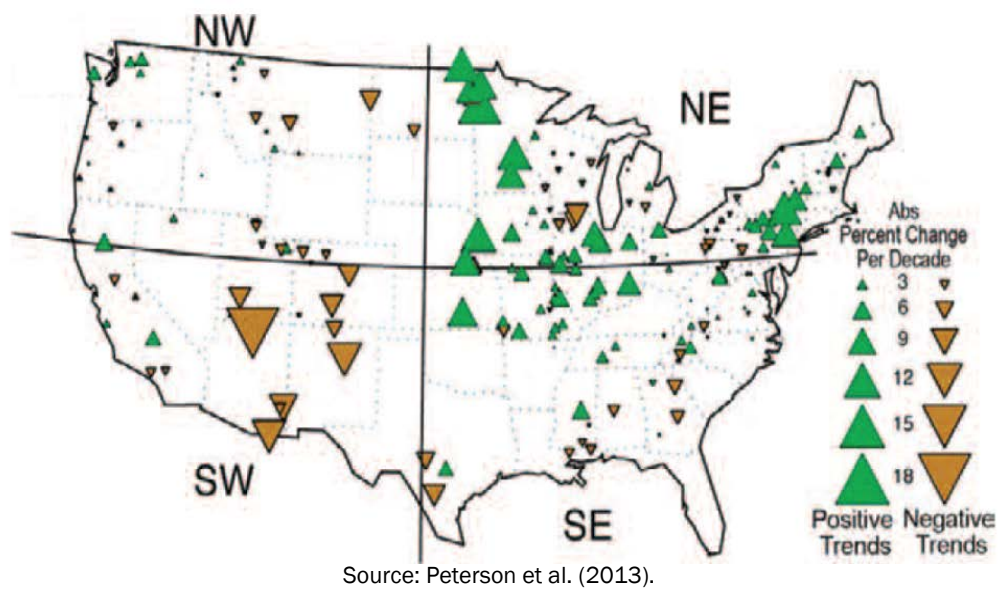 NW
NE
Abs
Percent Change
Per Decade
3
6
9
12
15
18
SW
SE
Positive Negative
Trends Trends
Source: Peterson et al. (2013).